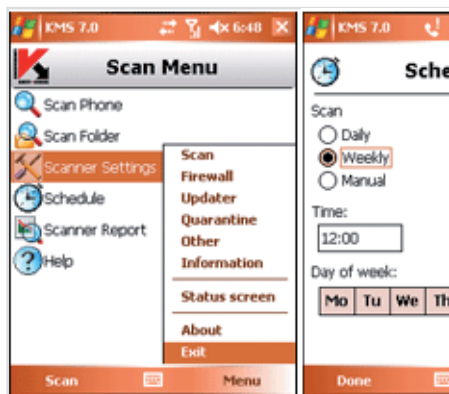 KMS 7.0
6:48
Scan Menu
Scan Phone
Scan Folder
Scanner Settings
Schedule
Scanner Report
Help
Scan
Firewall
Updater
Quarantine
Other
Information
Status screen
About
Exit
Scan
Menu
KMS 7.0
Sche
Scan
Daily
Weekly
Manual
Time:
12:00
Day of week:
Mo Tu We Th
Done